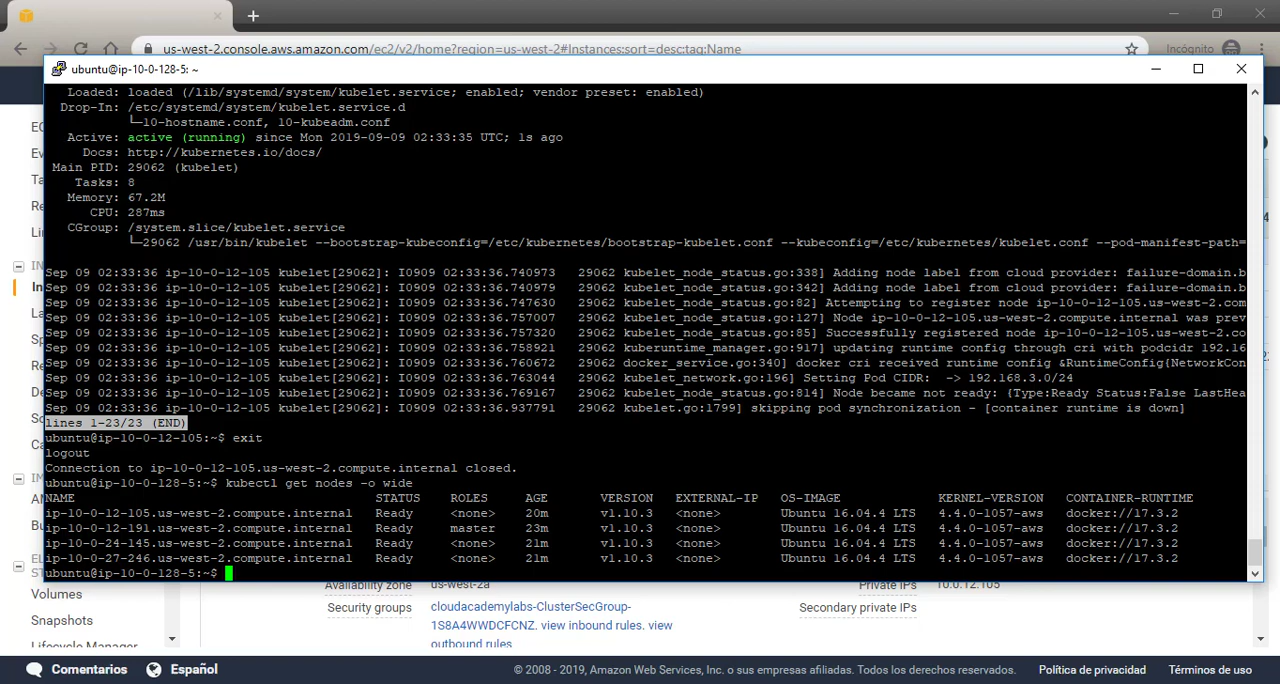 us-west-2.console.aws.amazon.com/ec2/v2/home?region=us-west-2#Instances:sort=desc:tag:Name
Incógnito
ubuntu@ip-10-0-128-5: ~
Loaded: loaded (/lib/systemd/system/kubelet.service; enabled; vendor preset: enabled)
Drop-In: /etc/systemd/system/kubelet.service.d
└─10-hostname.conf, 10-kubeadm.conf
Active: active (running) since Mon 2019-09-09 02:33:35 UTC; 1s ago
Docs: http://kubernetes.io/docs/
Main PID: 29062 (kubelet)
Tasks: 8
Memory: 67.2M
CPU: 287ms
CGroup: /system.slice/kubelet.service
└─29062 /usr/bin/kubelet --bootstrap-kubeconfig=/etc/kubernetes/bootstrap-kubelet.conf --kubeconfig=/etc/kubernetes/kubelet.conf --pod-manifest-path=
Sep 09 02:33:36 ip-10-0-12-105 kubelet[29062]: I0909 02:33:36.740973 29062 kubelet_node_status.go:338] Adding node label from cloud provider: failure-domain.b
Sep 09 02:33:36 ip-10-0-12-105 kubelet[29062]: I0909 02:33:36.740979 29062 kubelet_node_status.go:342] Adding node label from cloud provider: failure-domain.b
Sep 09 02:33:36 ip-10-0-12-105 kubelet[29062]: I0909 02:33:36.747630 29062 kubelet_node_status.go:82] Attempting to register node ip-10-0-12-105.us-west-2.com
Sep 09 02:33:36 ip-10-0-12-105 kubelet[29062]: I0909 02:33:36.757007 29062 kubelet_node_status.go:127] Node ip-10-0-12-105.us-west-2.compute.internal was prev
Sep 09 02:33:36 ip-10-0-12-105 kubelet[29062]: I0909 02:33:36.757320 29062 kubelet_node_status.go:85] Successfully registered node ip-10-0-12-105.us-west-2.co
Sep 09 02:33:36 ip-10-0-12-105 kubelet[29062]: I0909 02:33:36.758921 29062 kuberuntime_manager.go:917] updating runtime config through cri with podcidr 192.16
Sep 09 02:33:36 ip-10-0-12-105 kubelet[29062]: I0909 02:33:36.760672 29062 docker_service.go:340] docker cri received runtime config &RuntimeConfig{NetworkCon
Sep 09 02:33:36 ip-10-0-12-105 kubelet[29062]: I0909 02:33:36.763044 29062 kubelet_network.go:196] Setting Pod CIDR:  -> 192.168.3.0/24
Sep 09 02:33:36 ip-10-0-12-105 kubelet[29062]: I0909 02:33:36.769167 29062 kubelet_node_status.go:814] Node became not ready: {Type:Ready Status:False LastHea
Sep 09 02:33:36 ip-10-0-12-105 kubelet[29062]: I0909 02:33:36.937791 29062 kubelet.go:1799] skipping pod synchronization - [container runtime is down]
lines 1-23/23 (END)
ubuntu@ip-10-0-12-105:~$ exit
logout
Connection to ip-10-0-12-105.us-west-2.compute.internal closed.
ubuntu@ip-10-0-128-5:~$ kubectl get nodes -o wide
NAME STATUS ROLES AGE VERSION EXTERNAL-IP OS-IMAGE KERNEL-VERSION CONTAINER-RUNTIME
ip-10-0-12-105.us-west-2.compute.internal Ready <none> 20m v1.10.3 <none> Ubuntu 16.04.4 LTS 4.4.0-1057-aws docker://17.3.2
ip-10-0-12-191.us-west-2.compute.internal Ready master 23m v1.10.3 <none> Ubuntu 16.04.4 LTS 4.4.0-1057-aws docker://17.3.2
ip-10-0-24-145.us-west-2.compute.internal Ready <none> 21m v1.10.3 <none> Ubuntu 16.04.4 LTS 4.4.0-1057-aws docker://17.3.2
ip-10-0-27-246.us-west-2.compute.internal Ready <none> 21m v1.10.3 <none> Ubuntu 16.04.4 LTS 4.4.0-1057-aws docker://17.3.2
ubuntu@ip-10-0-128-5:~$
Availability zone us-west-2a Private IPs 10.0.12.105
Volumes
Security groups cloudacademylabs-ClusterSecGroup- Secondary private IPs
Snapshots
1S8A4WWDCFCNZ. view inbound rules. view
outbound rules
Lifecycle Manager
Comentarios Español © 2008 - 2019, Amazon Web Services, Inc. o sus empresas afiliadas. Todos los derechos reservados. Política de privacidad Términos de uso